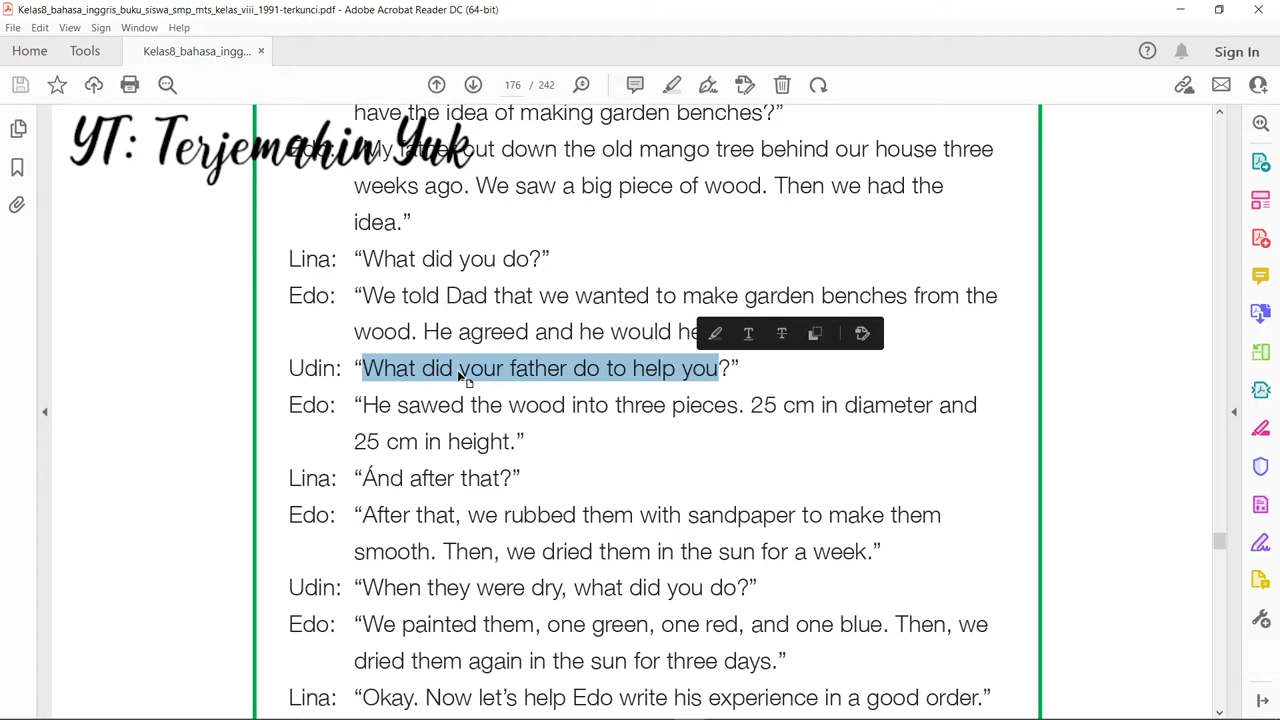 Kelas8_bahasa_inggris_buku_siswa_smp_mts_kelas_viii_1991-terkunci.pdf - Adobe Acrobat Reader DC (64-bit)
File Edit View Sign Window Help
Home Tools Kelas8_bahasa_ingg... × Sign In
176 / 242
have the idea of making garden benches?”
YT: Terjemahin Yuk
Edo: “My father cut down the old mango tree behind our house three
weeks ago. We saw a big piece of wood. Then we had the
idea.”
Lina: “What did you do?”
Edo: “We told Dad that we wanted to make garden benches from the
wood. He agreed and he would
Udin: “What did your father do to help you?”
Edo: “He sawed the wood into three pieces. 25 cm in diameter and
25 cm in height.”
Lina: “Ánd after that?”
Edo: “After that, we rubbed them with sandpaper to make them
smooth. Then, we dried them in the sun for a week.”
Udin: “When they were dry, what did you do?”
Edo: “We painted them, one green, one red, and one blue. Then, we
dried them again in the sun for three days.”
Lina: “Okay. Now let’s help Edo write his experience in a good order.”